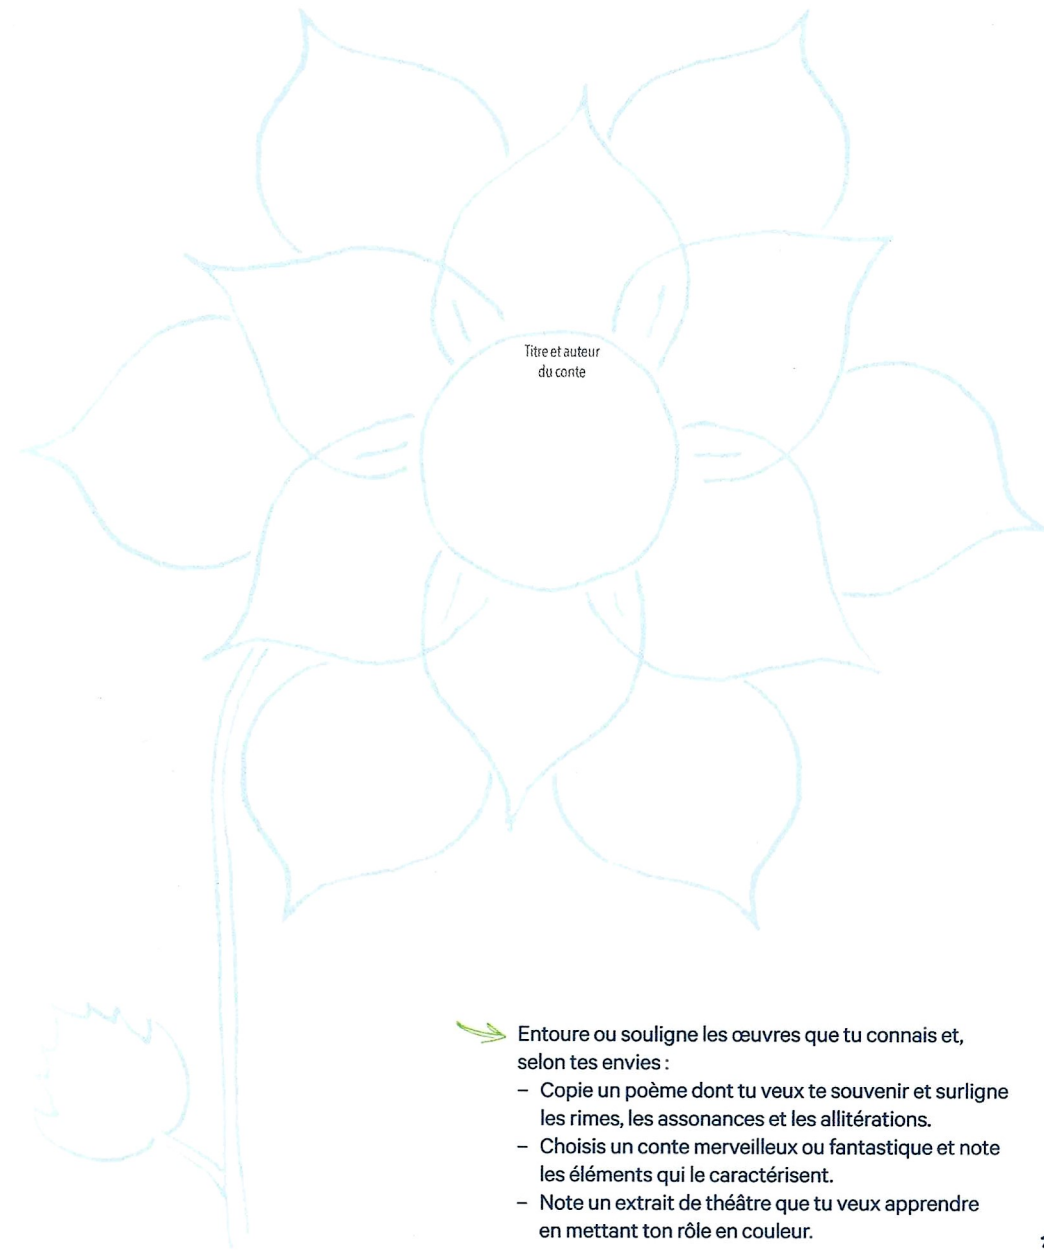 Titre et auteur
du conte
Entoure ou souligne les œuvres que tu connais et,
selon tes envies :
– Copie un poème dont tu veux te souvenir et surligne
les rimes, les assonances et les allitérations.
– Choisis un conte merveilleux ou fantastique et note
les éléments qui le caractérisent.
– Note un extrait de théâtre que tu veux apprendre
en mettant ton rôle en couleur.